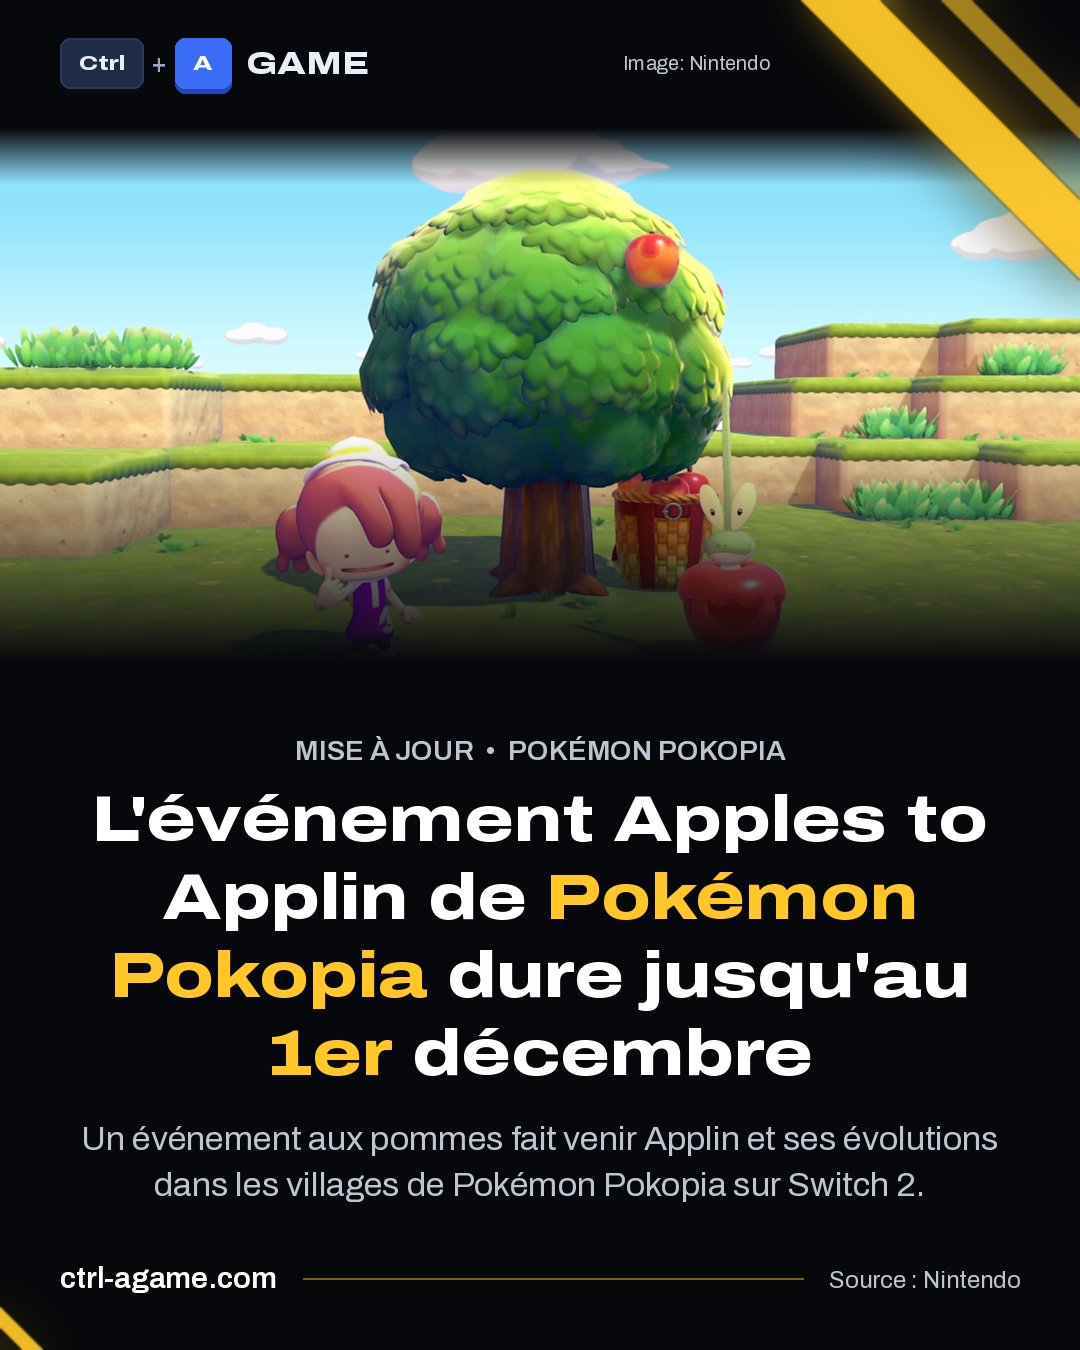 Ctrl + A GAME
Image: Nintendo
MISE À JOUR • POKÉMON POKOPIA
L'événement Apples to
Applin de Pokémon
Pokopia dure jusqu'au
1er décembre
Un événement aux pommes fait venir Applin et ses évolutions
dans les villages de Pokémon Pokopia sur Switch 2.
ctrl-agame.com
Source : Nintendo